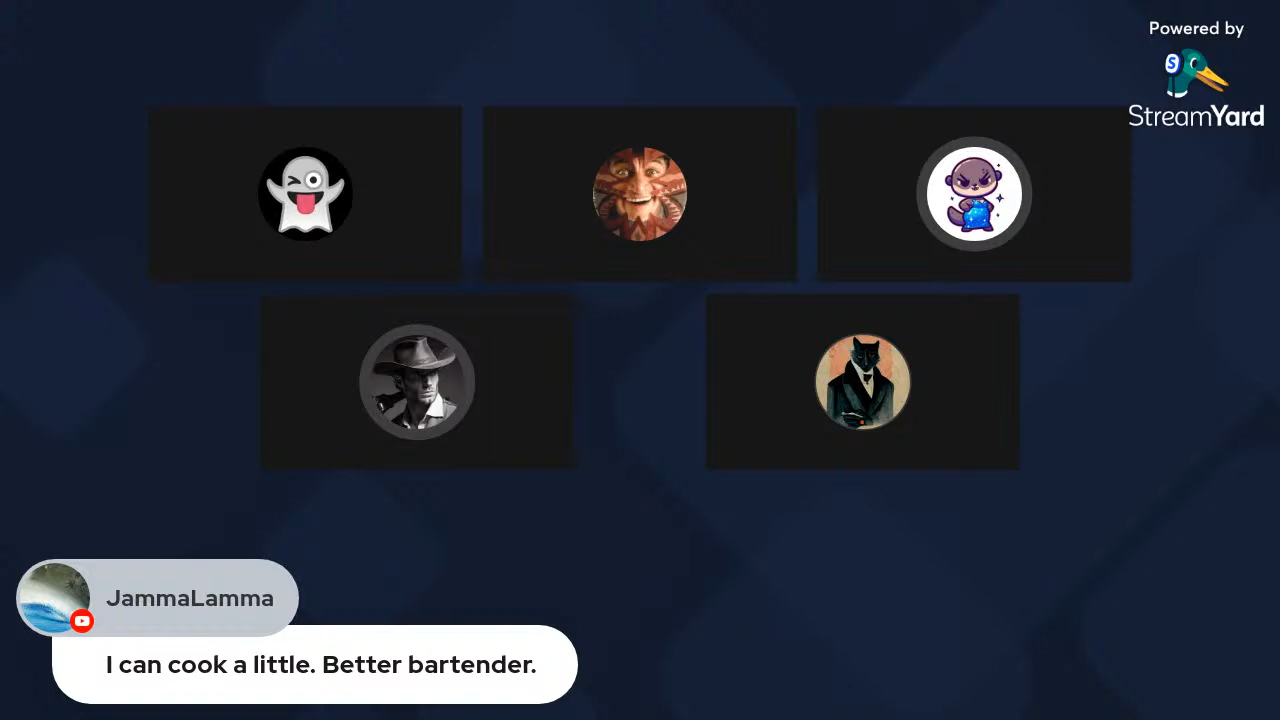 Powered by
S
StreamYard
JammaLamma
I can cook a little. Better bartender.